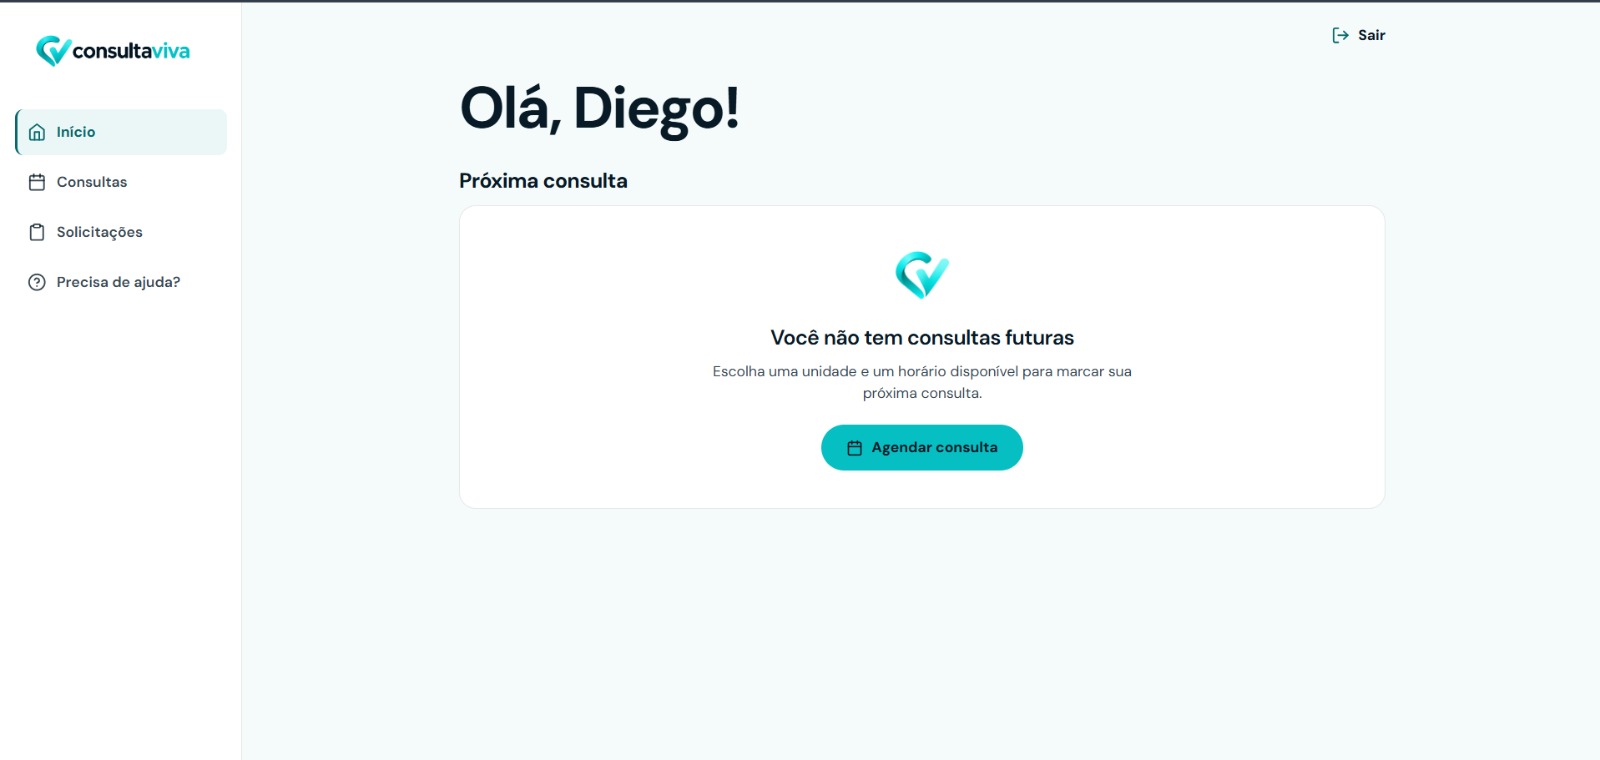 consultaviva
Sair
Início
Consultas
Solicitações
Precisa de ajuda?
Olá, Diego!
Próxima consulta
Você não tem consultas futuras
Escolha uma unidade e um horário disponível para marcar sua
próxima consulta.
Agendar consulta